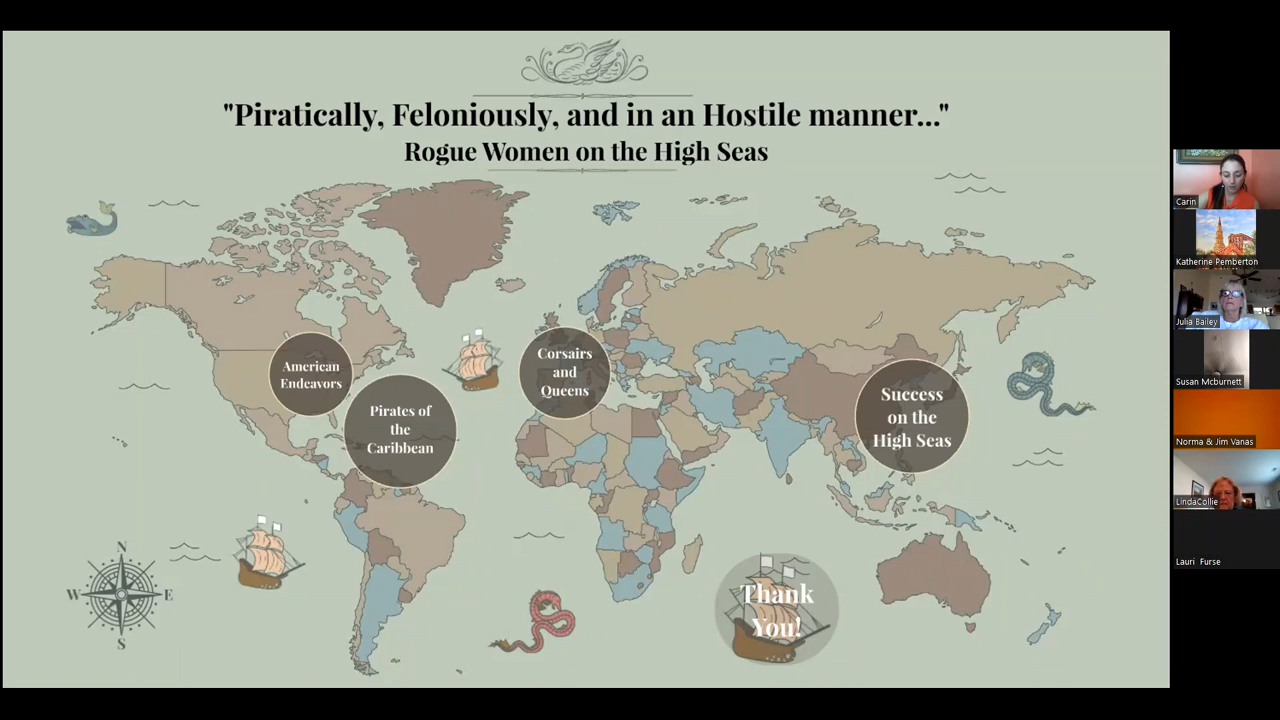 "Piratically, Feloniously, and in an Hostile manner..."
Rogue Women on the High Seas
American
Endeavors
Pirates of
the
Caribbean
Corsairs
and
Queens
Success
on the
High Seas
Thank
You!
N
W
E
S
Carin
Katherine Pemberton
Julia Bailey
Susan Mcburnett
Norma & Jim Vanas
LindaCollie
Lauri Furse